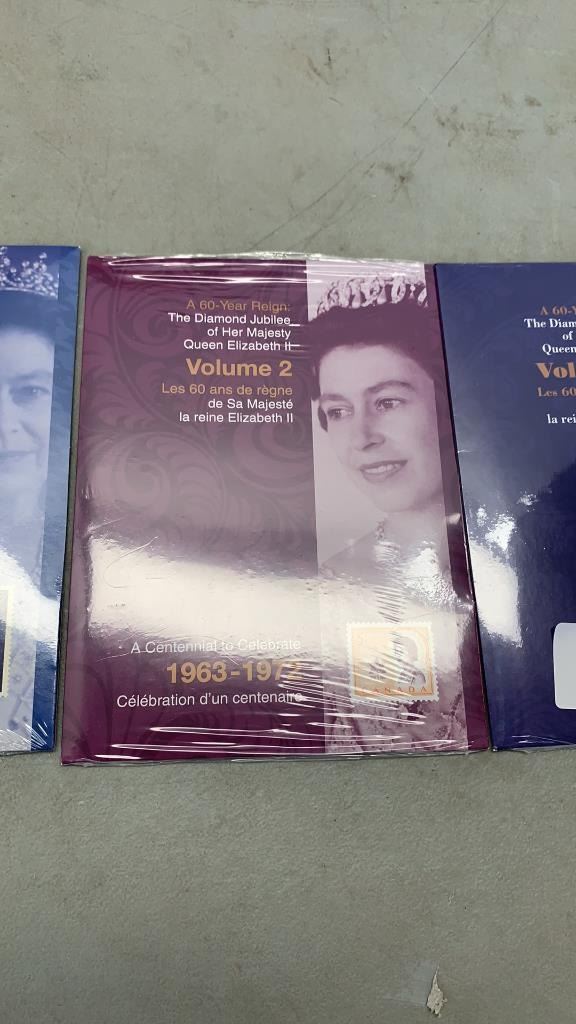 A 60-Year Reign:
The Diamond Jubilee
of Her Majesty
Queen Elizabeth II
Volume 2
Les 60 ans de règne
de Sa Majesté
la reine Elizabeth II
A Centennial to Celebrate
1963-1972
Célébration d'un centenaire
CANADA
A 60-Y
The Diam
of
Queen
Vol
Les 60
la rei